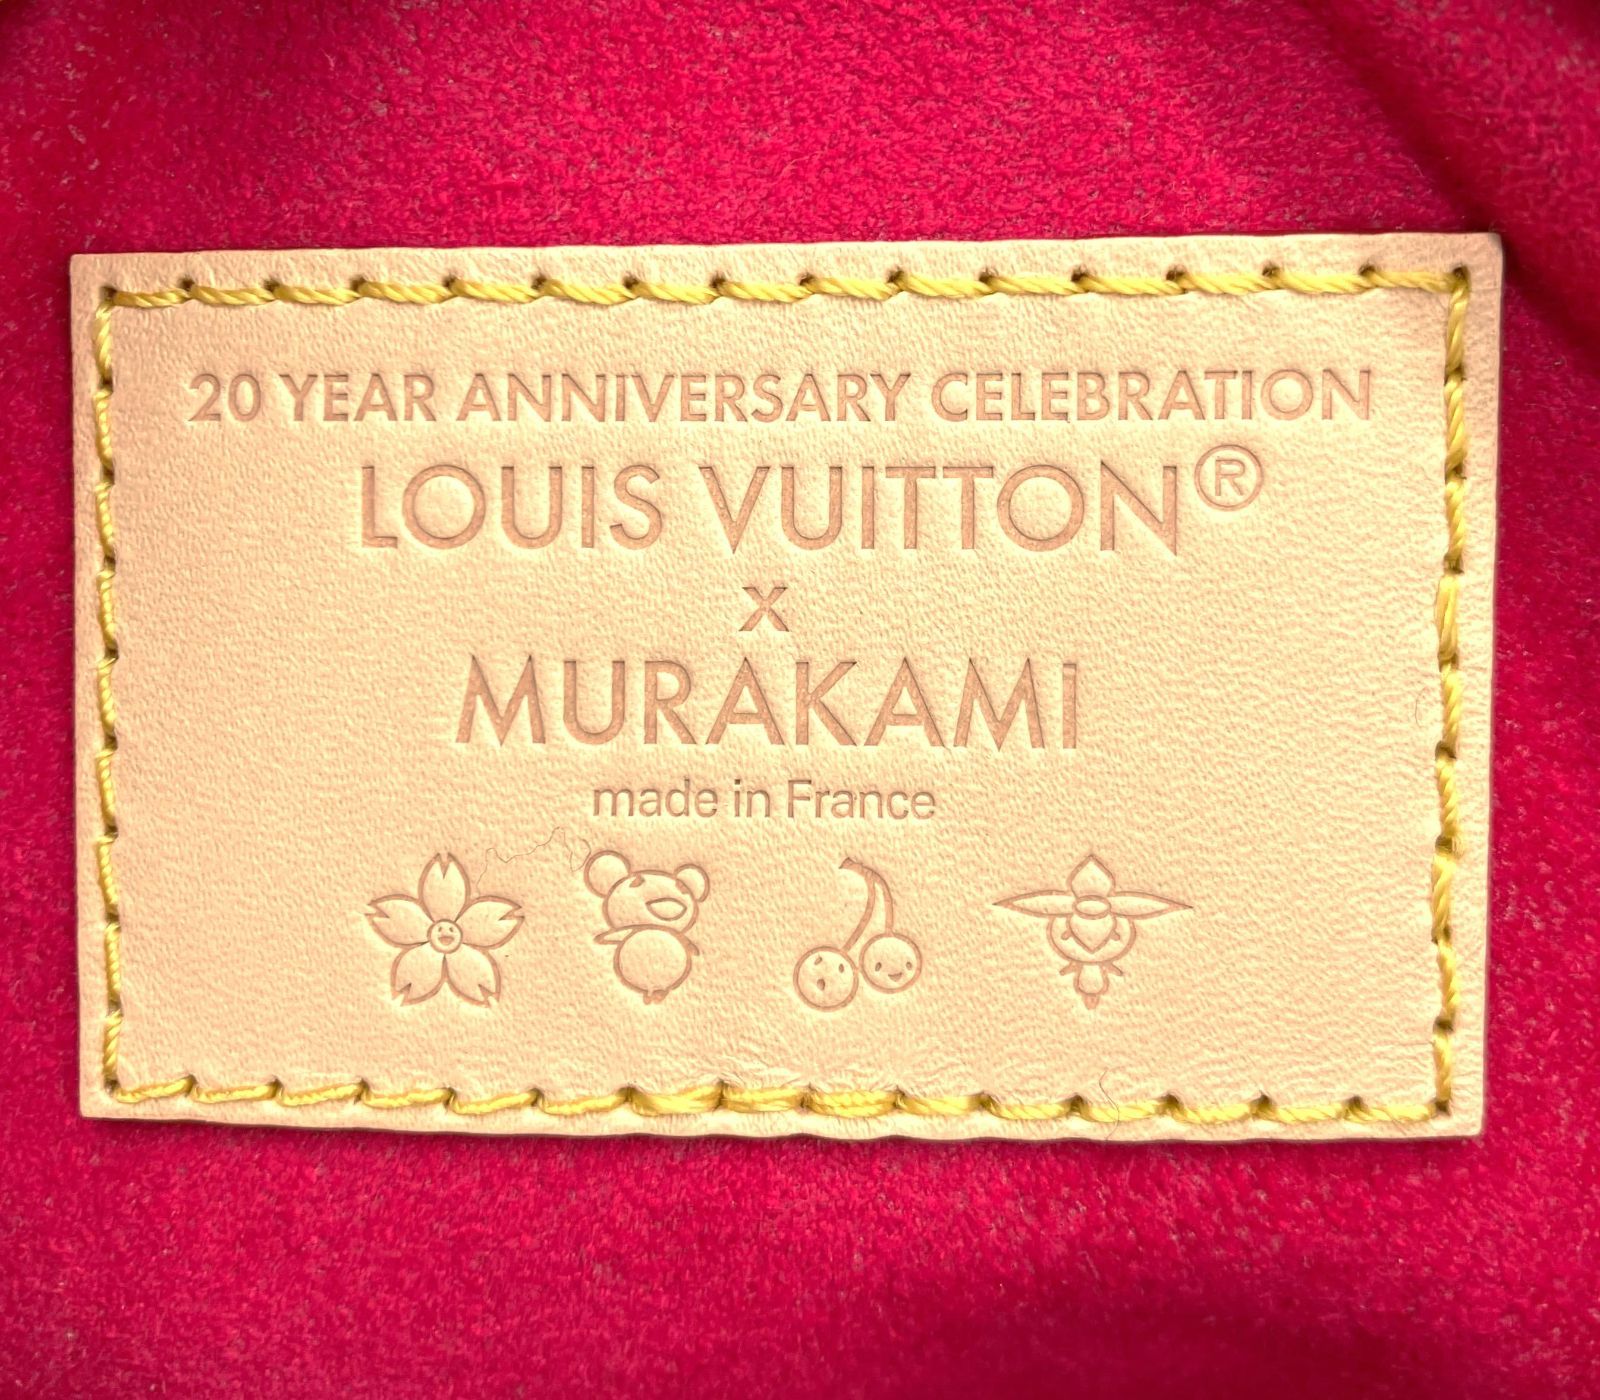 20 YEAR ANNIVERSARY CELEBRATION
LOUIS VUITTON®
x
MURAKAMI
made in France